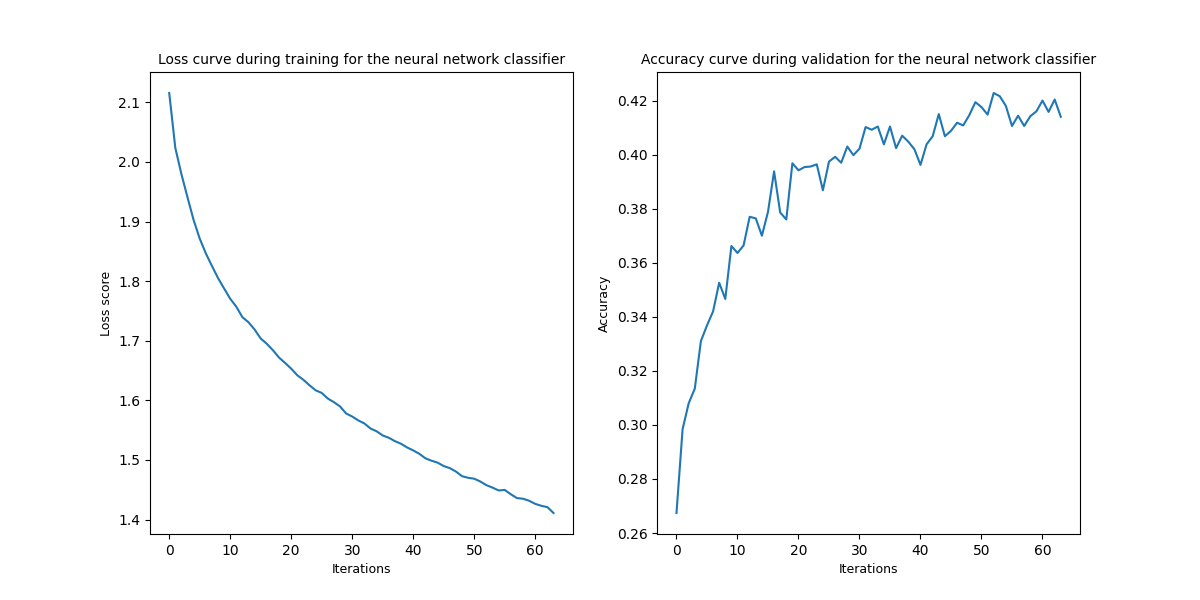 Loss curve during training for the neural network classifier
2.1
2.0
1.9
1.8
1.7
1.6
1.5
1.4
Loss score
0 10 20 30 40 50 60
Iterations
Accuracy curve during validation for the neural network classifier
0.42
0.40
0.38
0.36
0.34
0.32
0.30
0.28
0.26
Accuracy
0 10 20 30 40 50 60
Iterations